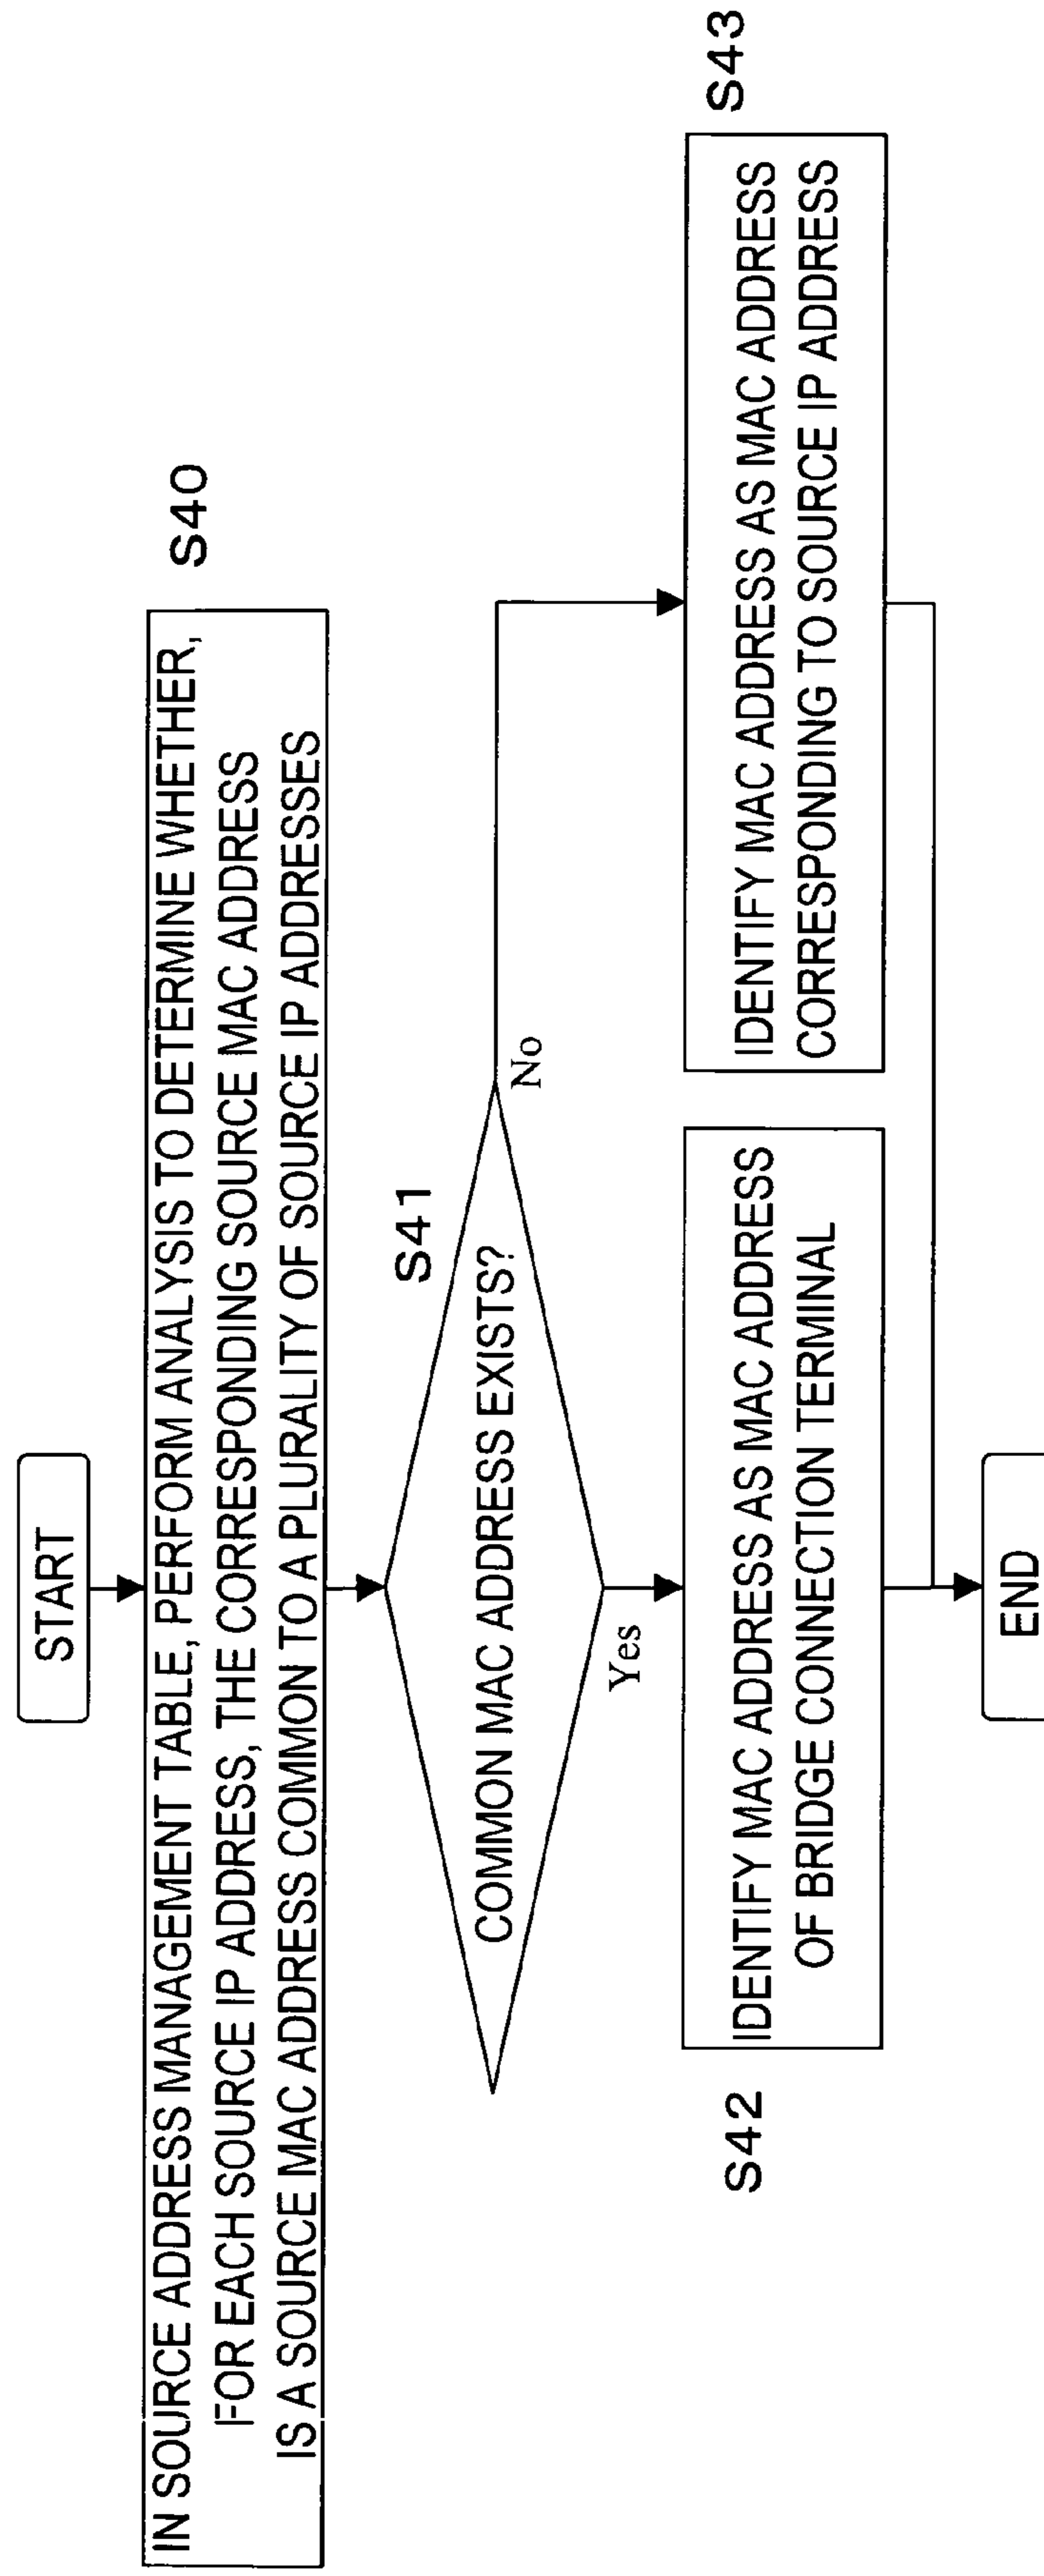 START
S40
IN SOURCE ADDRESS MANAGEMENT TABLE, PERFORM ANALYSIS TO DETERMINE WHETHER,
FOR EACH SOURCE IP ADDRESS, THE CORRESPONDING SOURCE MAC ADDRESS
IS A SOURCE MAC ADDRESS COMMON TO A PLURALITY OF SOURCE IP ADDRESSES
S41
COMMON MAC ADDRESS EXISTS?
No
Yes
S42
IDENTIFY MAC ADDRESS AS MAC ADDRESS
OF BRIDGE CONNECTION TERMINAL
S43
IDENTIFY MAC ADDRESS AS MAC ADDRESS
CORRESPONDING TO SOURCE IP ADDRESS
END